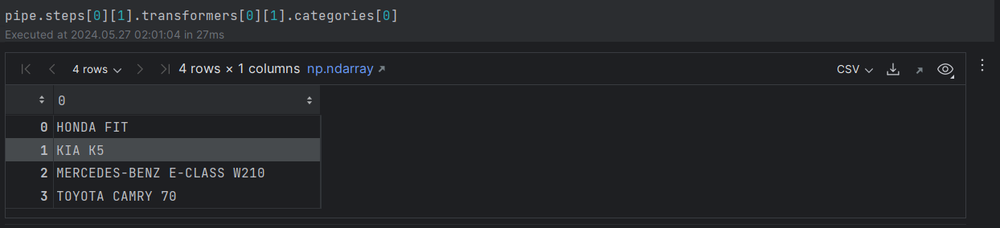 pipe.steps[0][1].transformers[0][1].categories[0]
Executed at 2024.05.27 02:01:04 in 27ms
4 rows 4 rows × 1 columns np.ndarray CSV
0
0 HONDA FIT
1 KIA K5
2 MERCEDES-BENZ E-CLASS W210
3 TOYOTA CAMRY 70